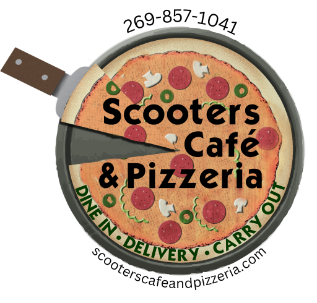 269-857-1041
Scooters
Café
& Pizzeria
DINE IN • DELIVERY • CARRY OUT
scooterscafeandpizzeria.com